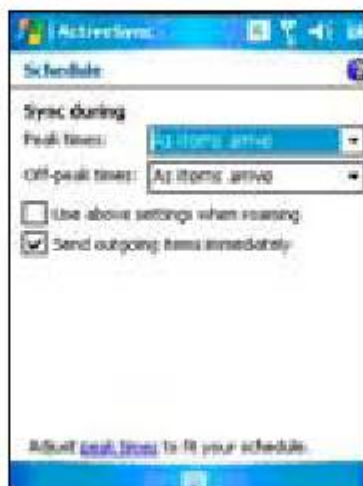 ActiveSync
Schedule
Sync during
Peak times: As items arrive
Off-peak times: As items arrive
Use above settings when roaming
Send outgoing items immediately
Adjust peak times to fit your schedule.